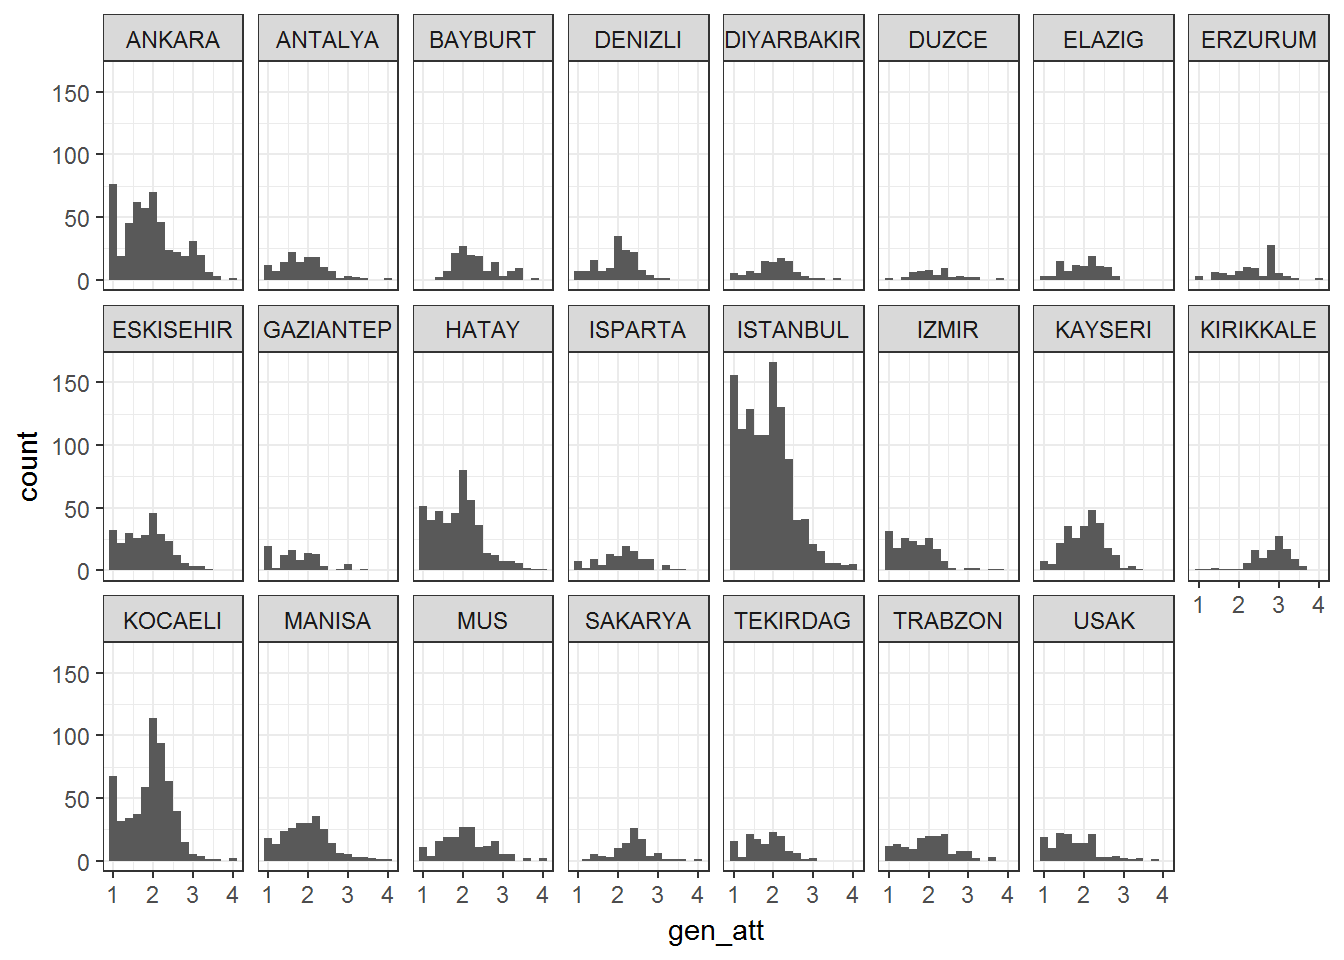 ANKARA ANTALYA BAYBURT DENIZLI DIYARBAKIR DUZCE ELAZIG ERZURUM
150
100
50
0
ESKISEHIR GAZIANTEP HATAY ISPARTA ISTANBUL IZMIR KAYSERI KIRIKKALE
150
100
50
0
1 2 3 4
KOCAELI MANISA MUS SAKARYA TEKIRDAG TRABZON USAK
150
100
50
0
1 2 3 4 1 2 3 4 1 2 3 4 1 2 3 4 1 2 3 4 1 2 3 4 1 2 3 4
gen_att
count